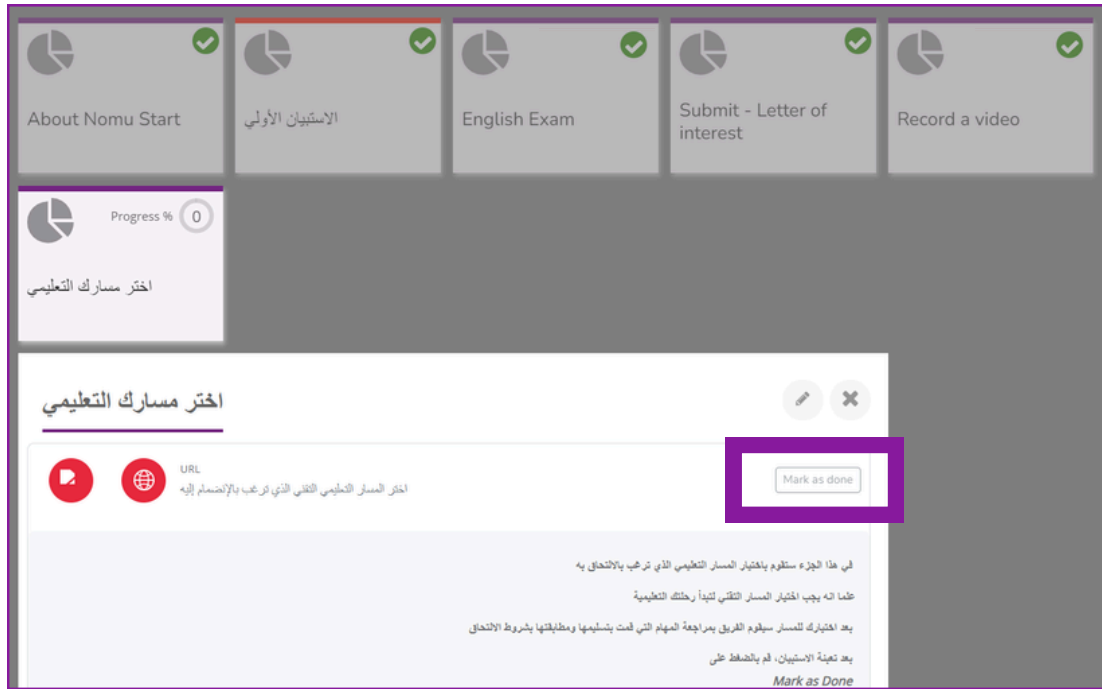 About Nomu Start
الاستبيان الأولي
English Exam
Submit - Letter of
interest
Record a video
Progress % 0
اختر مسارك التعليمي
اختر مسارك التعليمي
URL
اختر المسار التعليمي التقني الذي ترغب بالإنضمام إليه
Mark as done
في هذا الجزء ستقوم باختيار المسار التعليمي الذي ترغب بالالتحاق به
علما انه يجب اختيار المسار التقني لتبدأ رحلتك التعليمية
بعد اختيارك للمسار سيقوم الفريق بمراجعة المهام التي قمت بتسليمها ومطابقتها بشروط الالتحاق
بعد تعبئة الاستبيان، قم بالضغط على
Mark as Done